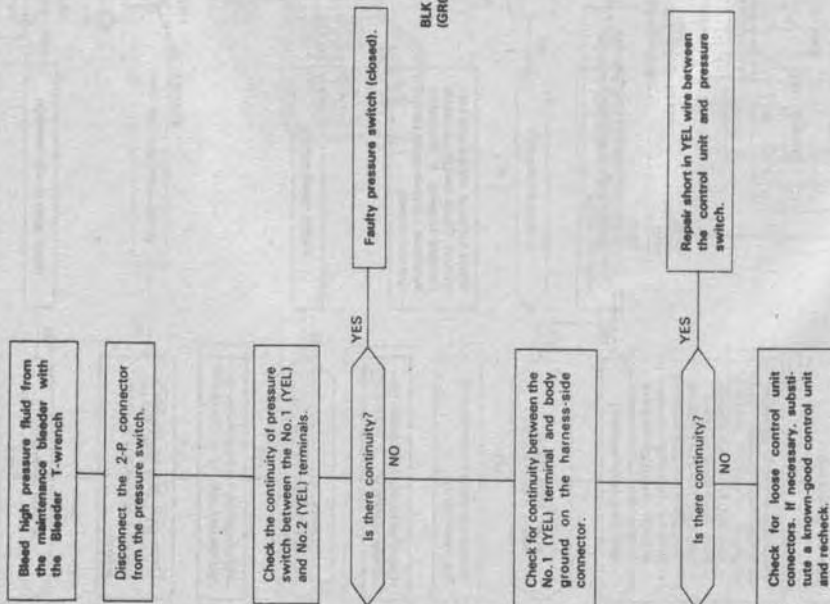 Bleed high pressure fluid from
the maintenance bleeder with
the Bleeder T-wrench
Disconnect the 2-P connector
from the pressure switch.
Check the continuity of pressure
switch between the No.1 (YEL)
and No.2 (YEL) terminals.
Is there continuity?
YES
Faulty pressure switch (closed).
NO
BLK
Check for continuity between the
No.1 (YEL) terminal and body
ground on the harness-side
connector.
Is there continuity?
YES
Repair short in YEL wire between
the control unit and pressure
switch.
NO
Check for loose control unit
conectors. If necessary, substi-
tute a known-good control unit
and recheck.